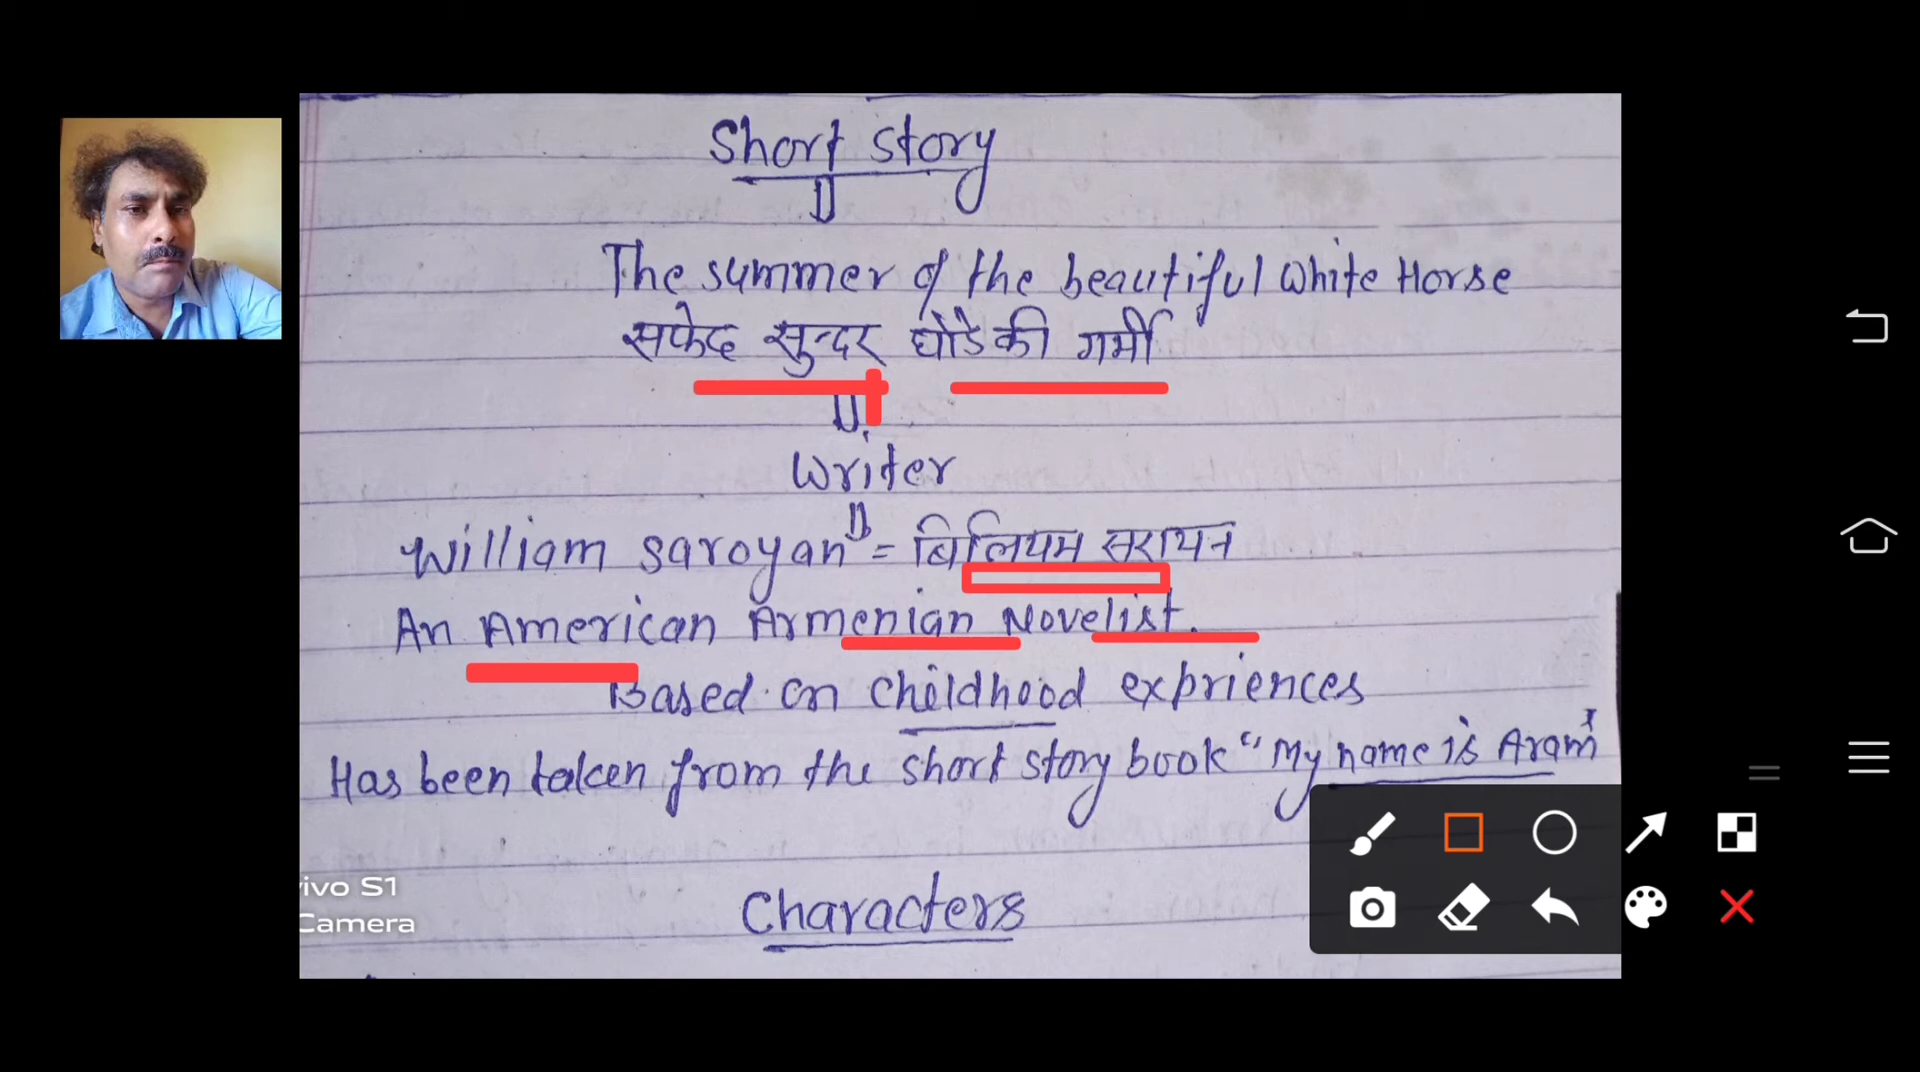 Short Story
The summer of the beautiful White Horse
सफेद सुन्दर घोडे की गर्मी
Writer
William Saroyan = बिलियम सरायन
An American Armenian Novelist.
Based on childhood expriences
Has been taken from the short story book "My name is Aram"
Characters
vivo S1
Camera